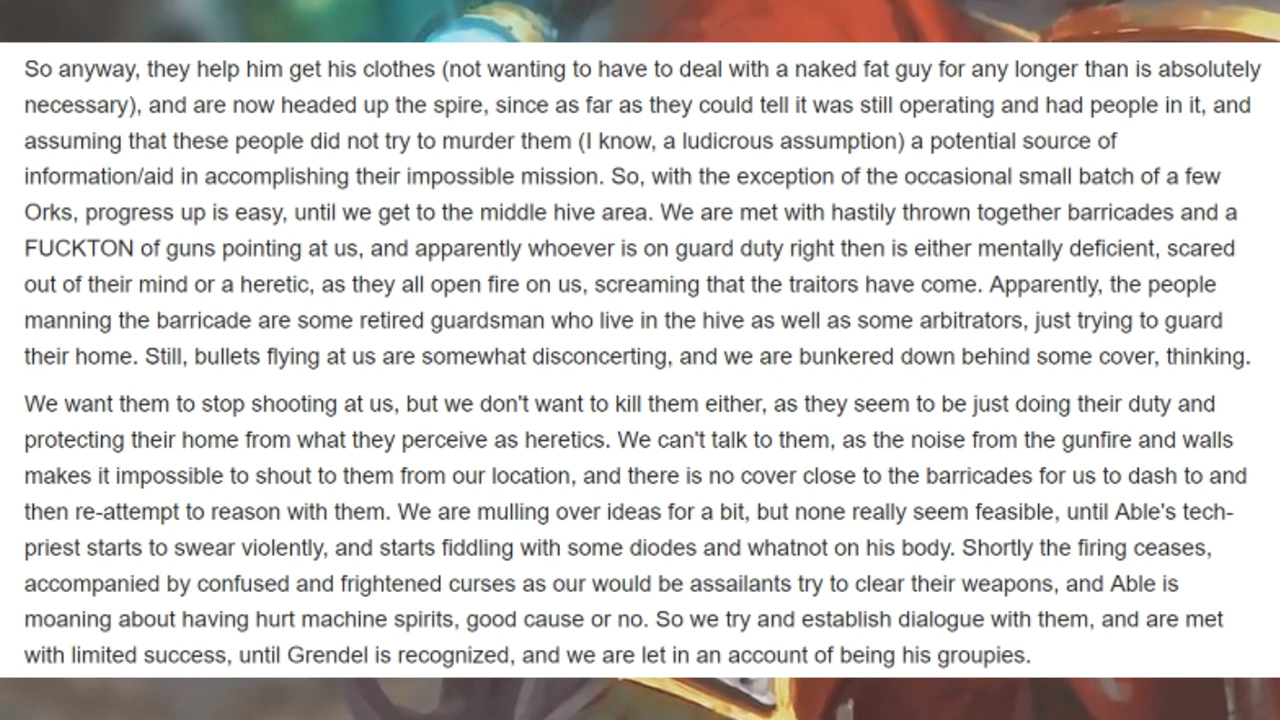 So anyway, they help him get his clothes (not wanting to have to deal with a naked fat guy for any longer than is absolutely
necessary), and are now headed up the spire, since as far as they could tell it was still operating and had people in it, and
assuming that these people did not try to murder them (I know, a ludicrous assumption) a potential source of
information/aid in accomplishing their impossible mission. So, with the exception of the occasional small batch of a few
Orks, progress up is easy, until we get to the middle hive area. We are met with hastily thrown together barricades and a
FUCKTON of guns pointing at us, and apparently whoever is on guard duty right then is either mentally deficient, scared
out of their mind or a heretic, as they all open fire on us, screaming that the traitors have come. Apparently, the people
manning the barricade are some retired guardsman who live in the hive as well as some arbitrators, just trying to guard
their home. Still, bullets flying at us are somewhat disconcerting, and we are bunkered down behind some cover, thinking.
We want them to stop shooting at us, but we don't want to kill them either, as they seem to be just doing their duty and
protecting their home from what they perceive as heretics. We can't talk to them, as the noise from the gunfire and walls
makes it impossible to shout to them from our location, and there is no cover close to the barricades for us to dash to and
then re-attempt to reason with them. We are mulling over ideas for a bit, but none really seem feasible, until Able's tech-
priest starts to swear violently, and starts fiddling with some diodes and whatnot on his body. Shortly the firing ceases,
accompanied by confused and frightened curses as our would be assailants try to clear their weapons, and Able is
moaning about having hurt machine spirits, good cause or no. So we try and establish dialogue with them, and are met
with limited success, until Grendel is recognized, and we are let in an account of being his groupies.